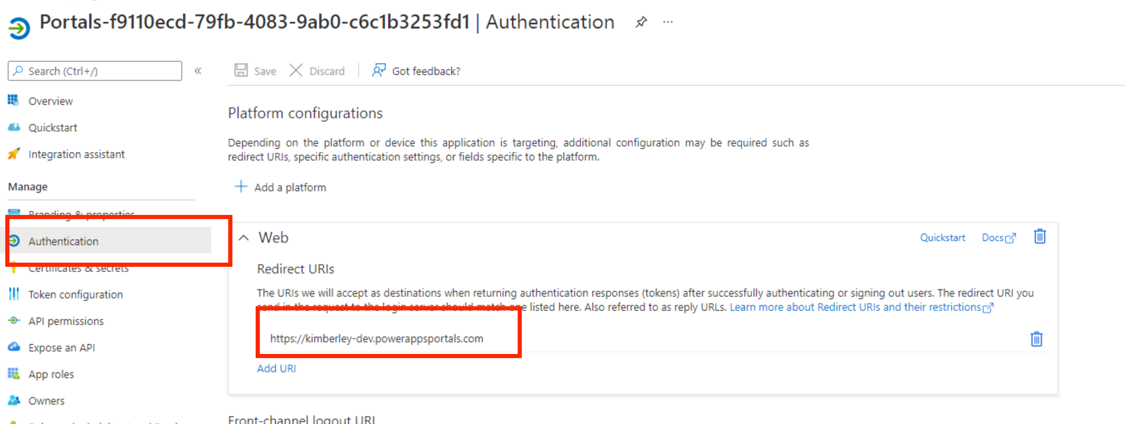 Portals-f9110ecd-79fb-4083-9ab0-c6c1b3253fd1 | Authentication
Search (Ctrl+/)
«
Save
Discard
Got feedback?
Overview
Quickstart
Integration assistant
Manage
Branding & properties
Authentication
Certificates & secrets
Token configuration
API permissions
Expose an API
App roles
Owners
Platform configurations
Depending on the platform or device this application is targeting, additional configuration may be required such as
redirect URIs, specific authentication settings, or fields specific to the platform.
Add a platform
Web
Quickstart
Docs
Redirect URIs
The URIs we will accept as destinations when returning authentication responses (tokens) after successfully authenticating or signing out users. The redirect URI you
send in the request to the login server should match one listed here. Also referred to as reply URLs. Learn more about Redirect URIs and their restrictions
https://kimberley-dev.powerappsportals.com
Add URI
Front-channel logout URL